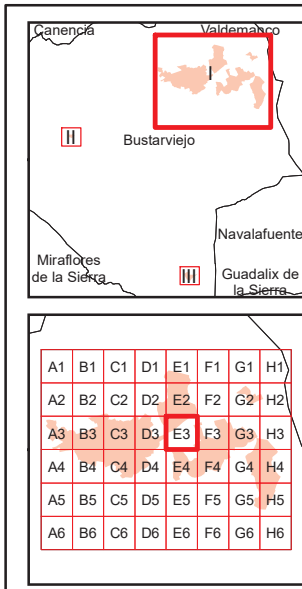 Canencia Valdemanco
I
II Bustarviejo
Navalafuente
Miraflores
de la Sierra
III
Guadalix de
la Sierra
A1 B1 C1 D1 E1 F1 G1 H1
A2 B2 C2 D2 E2 F2 G2 H2
A3 B3 C3 D3 E3 F3 G3 H3
A4 B4 C4 D4 E4 F4 G4 H4
A5 B5 C5 D5 E5 F5 G5 H5
A6 B6 C6 D6 E6 F6 G6 H6